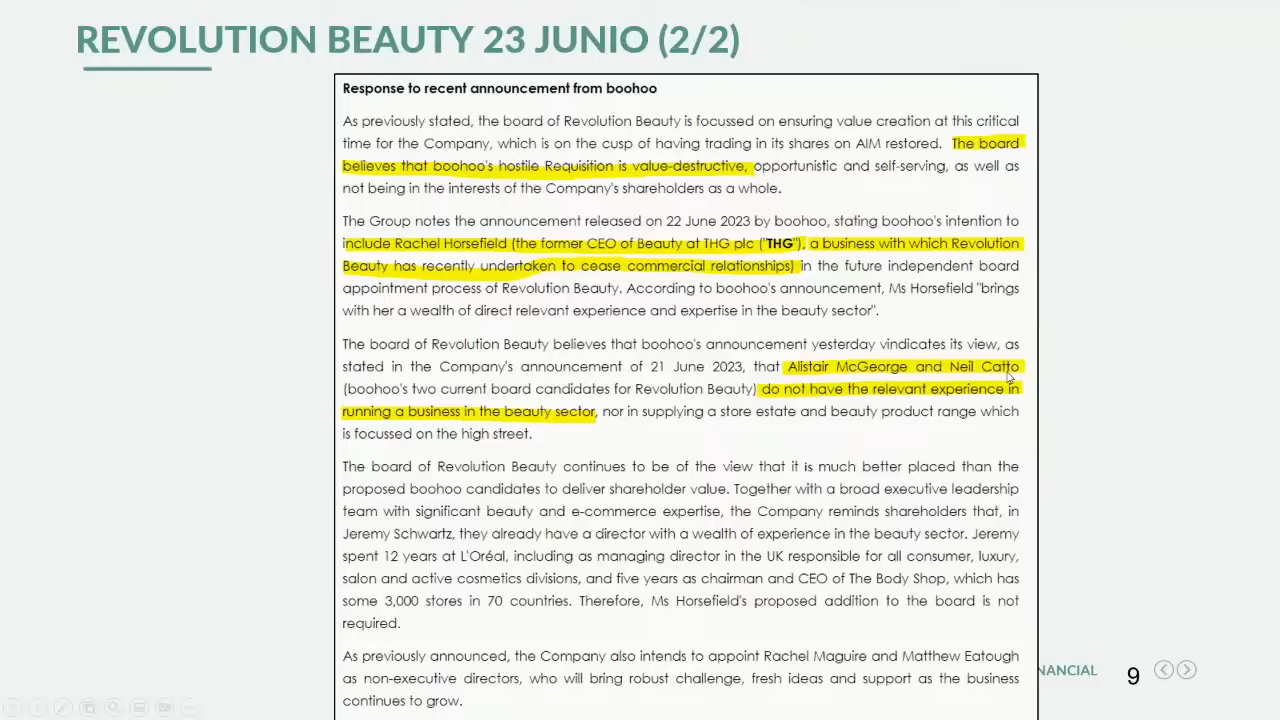 REVOLUTION BEAUTY 23 JUNIO (2/2)
Response to recent announcement from boohoo
As previously stated, the board of Revolution Beauty is focussed on ensuring value creation at this critical
time for the Company, which is on the cusp of having trading in its shares on AIM restored. The board
believes that boohoo's hostile Requisition is value-destructive, opportunistic and self-serving, as well as
not being in the interests of the Company's shareholders as a whole.
The Group notes the announcement released on 22 June 2023 by boohoo, stating boohoo's intention to
include Rachel Horsefield (the former CEO of Beauty at THG plc ("THG"), a business with which Revolution
Beauty has recently undertaken to cease commercial relationships) in the future independent board
appointment process of Revolution Beauty. According to boohoo's announcement, Ms Horsefield "brings
with her a wealth of direct relevant experience and expertise in the beauty sector".
The board of Revolution Beauty believes that boohoo's announcement yesterday vindicates its view, as
stated in the Company's announcement of 21 June 2023, that Alistair McGeorge and Neil Catto
(boohoo's two current board candidates for Revolution Beauty) do not have the relevant experience in
running a business in the beauty sector, nor in supplying a store estate and beauty product range which
is focussed on the high street.
The board of Revolution Beauty continues to be of the view that it is much better placed than the
proposed boohoo candidates to deliver shareholder value. Together with a broad executive leadership
team with significant beauty and e-commerce expertise, the Company reminds shareholders that, in
Jeremy Schwartz, they already have a director with a wealth of experience in the beauty sector. Jeremy
spent 12 years at L'Oréal, including as managing director in the UK responsible for all consumer, luxury,
salon and active cosmetics divisions, and five years as chairman and CEO of The Body Shop, which has
some 3,000 stores in 70 countries. Therefore, Ms Horsefield's proposed addition to the board is not
required.
As previously announced, the Company also intends to appoint Rachel Maguire and Matthew Eatough
as non-executive directors, who will bring robust challenge, fresh ideas and support as the business
continues to grow.
NANCIAL 9